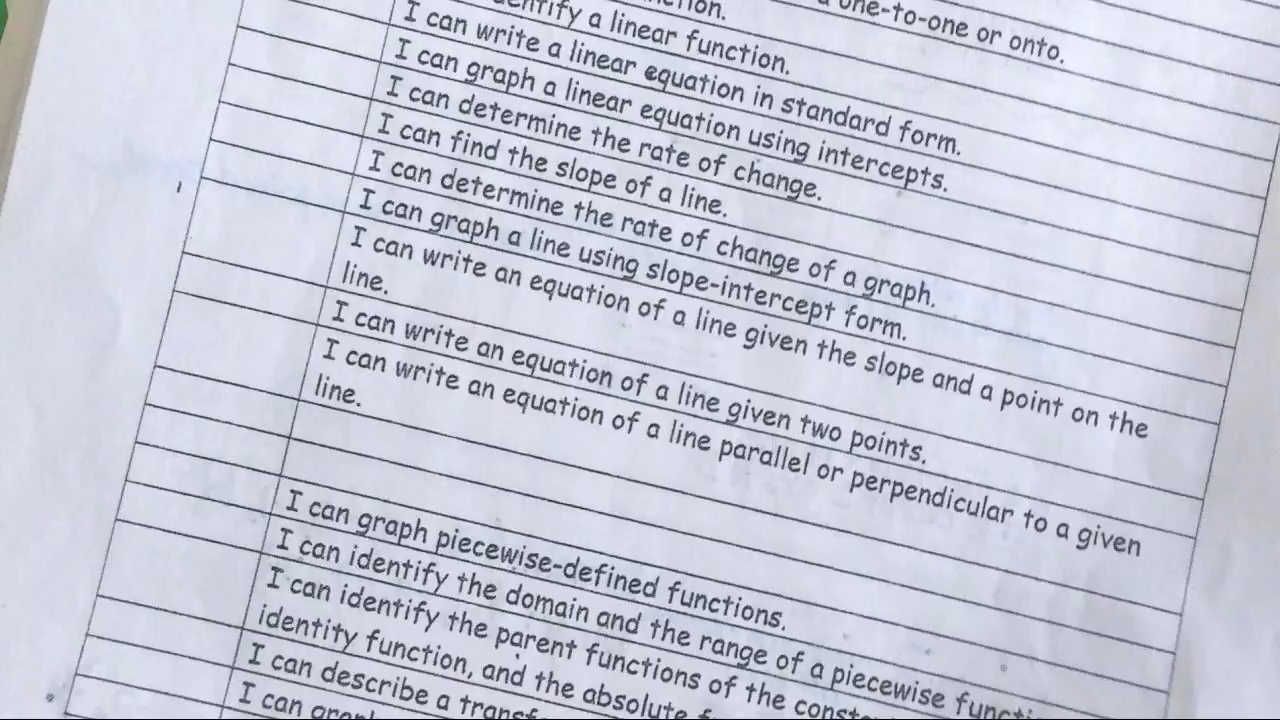 one-to-one or onto.
a linear function.
I can write a linear equation in standard form.
I can graph a linear equation using intercepts.
I can determine the rate of change.
I can find the slope of a line.
I can determine the rate of change of a graph.
I can graph a line using slope-intercept form.
I can write an equation of a line given the slope and a point on the
line.
I can write an equation of a line given two points.
I can write an equation of a line parallel or perpendicular to a given
line.
I can graph piecewise-defined functions.
I can identify the domain and the range of a piecewise
I can identify the parent functions of the
identity function, and the absolute
I can describe a
I can